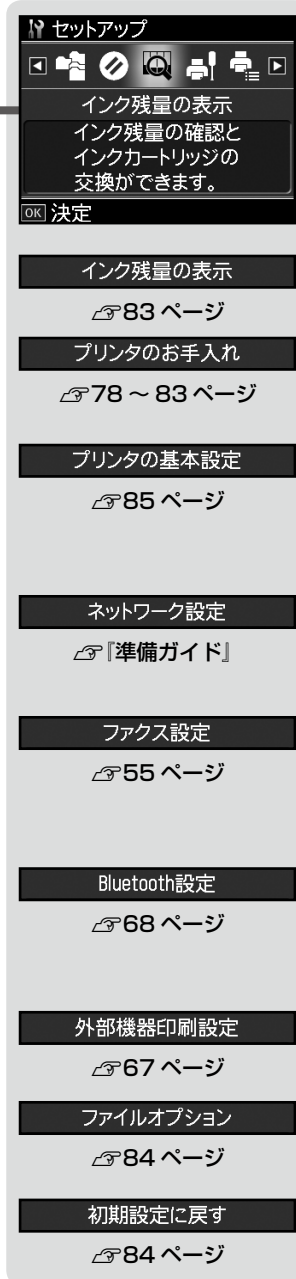 セットアップ
インク残量の表示
インク残量の確認と
インクカートリッジの
交換ができます。
OK 決定
インク残量の表示
☞83 ページ
プリンタのお手入れ
☞78 ～ 83 ページ
プリンタの基本設定
☞85 ページ
ネットワーク設定
☞『準備ガイド』
ファクス設定
☞55 ページ
Bluetooth設定
☞68 ページ
外部機器印刷設定
☞67 ページ
ファイルオプション
☞84 ページ
初期設定に戻す
☞84 ページ